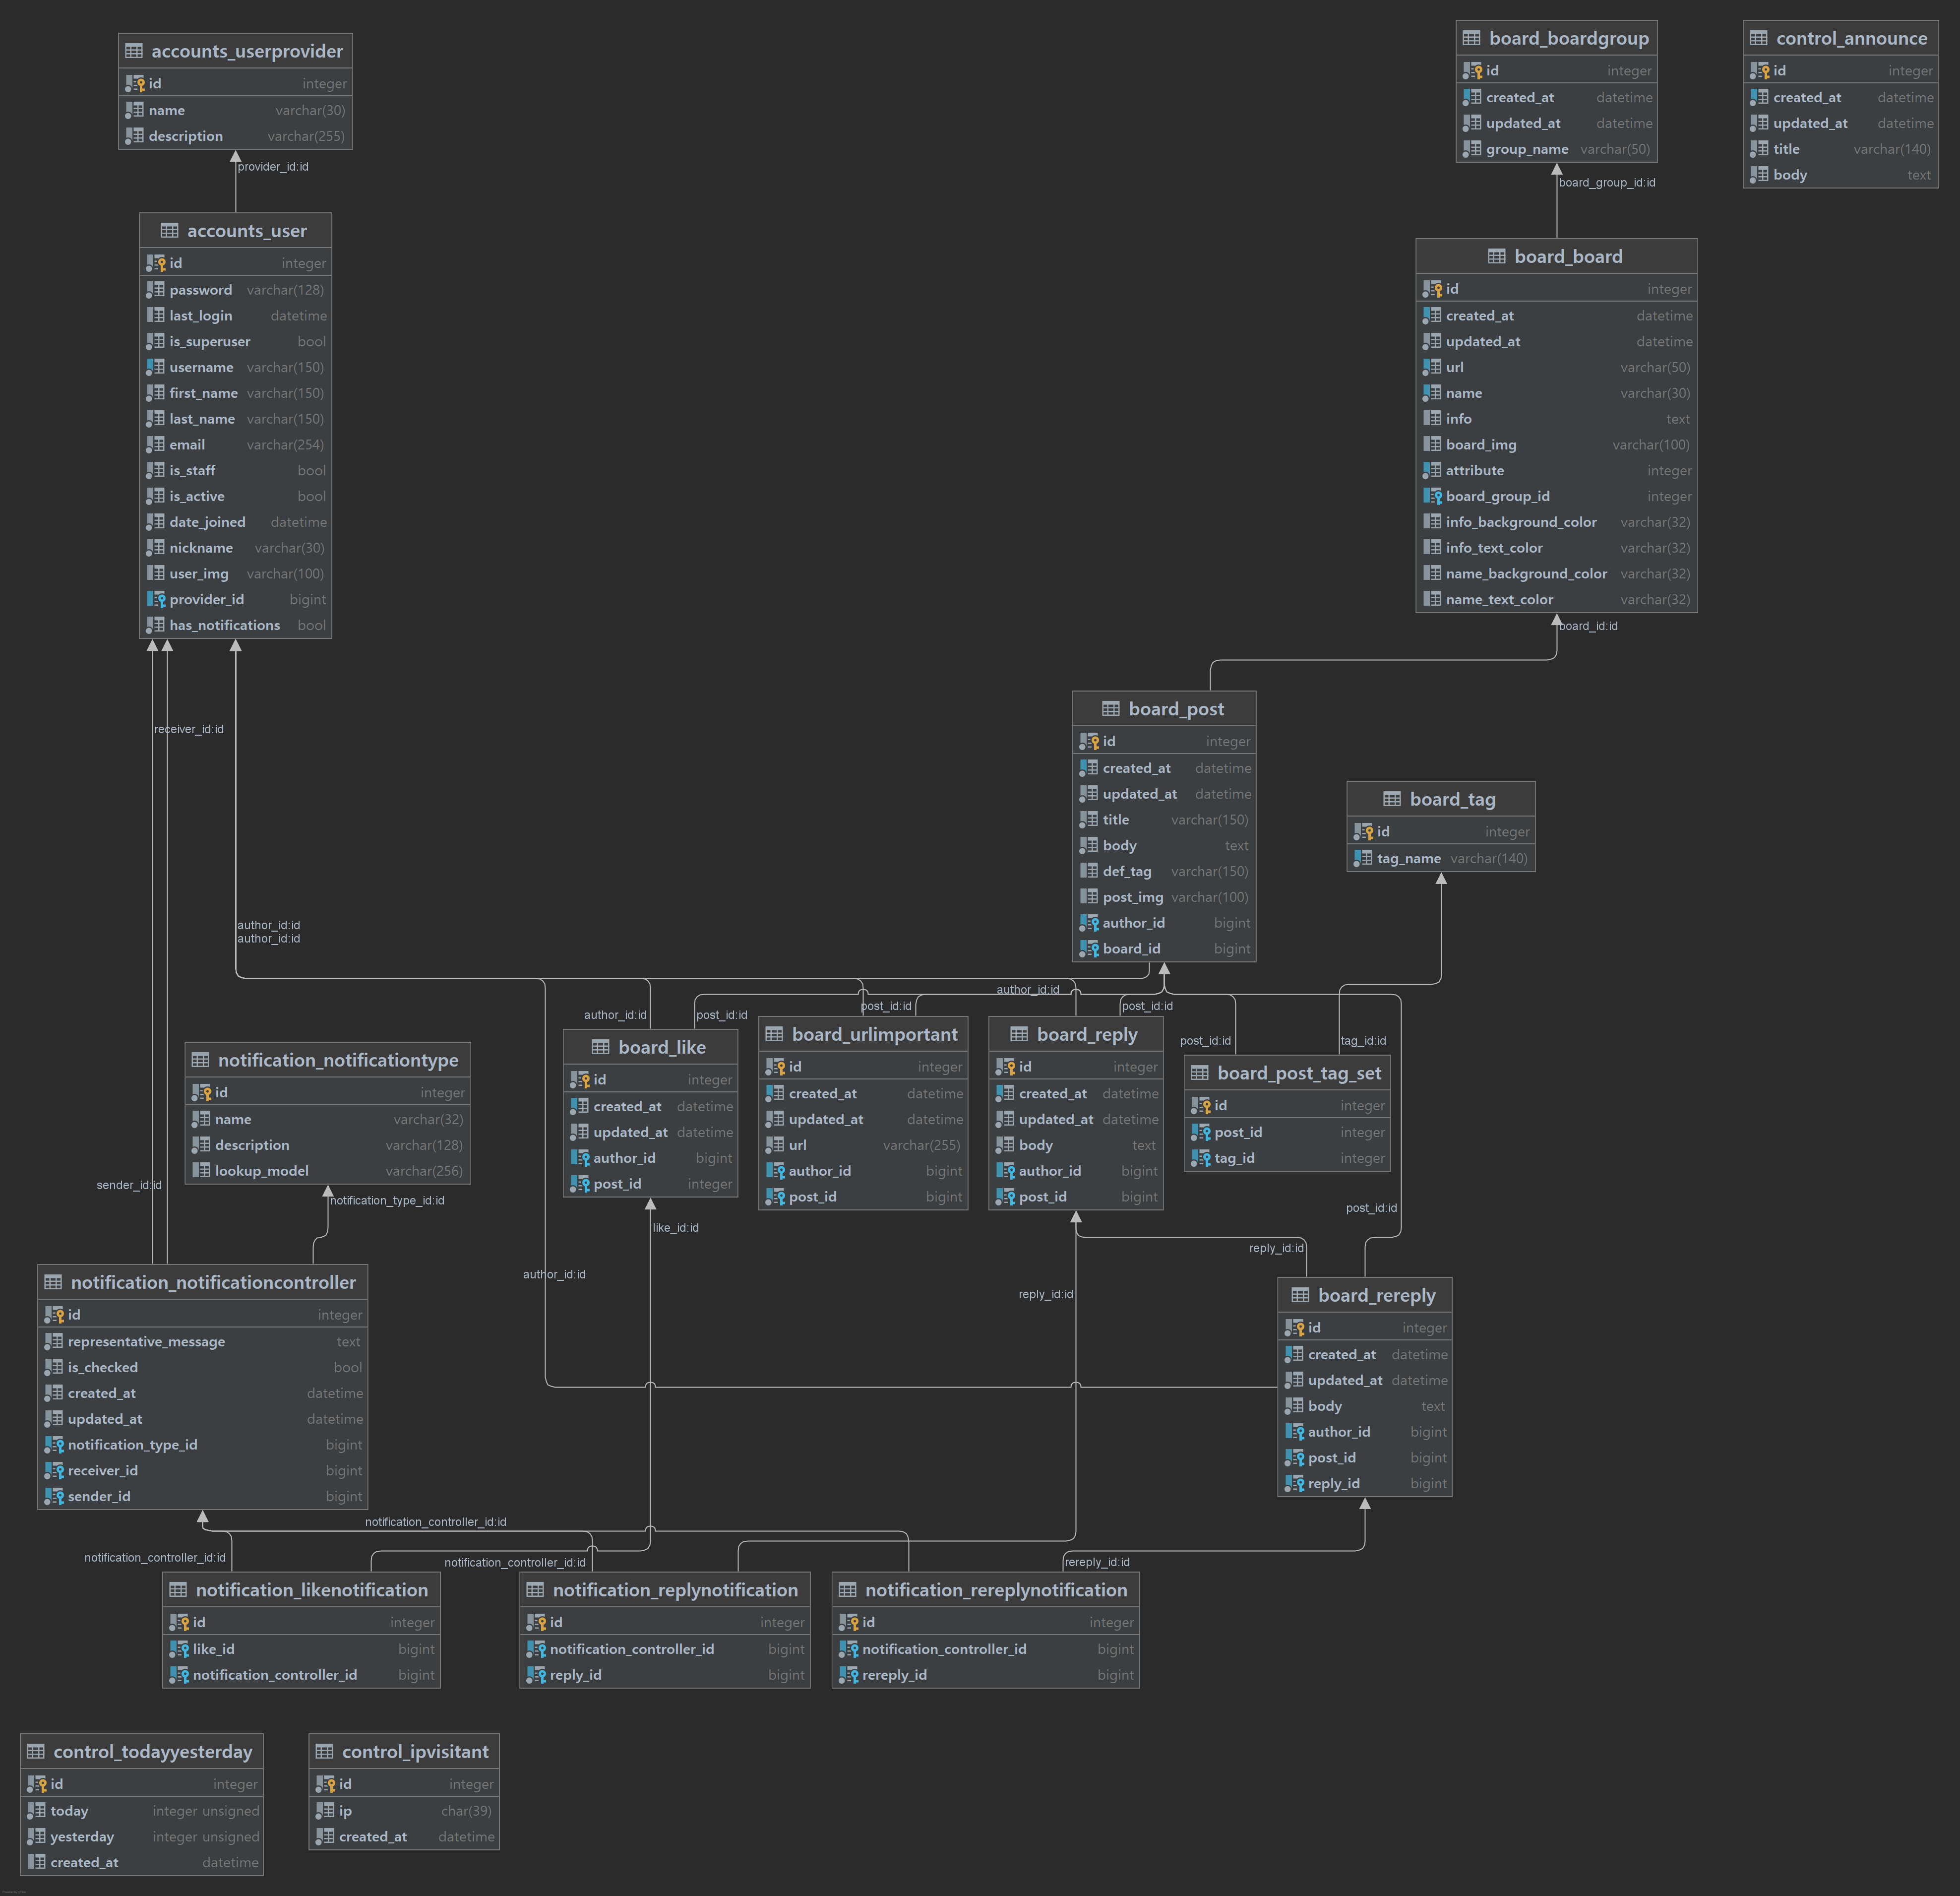 accounts_userprovider
id integer
name varchar(30)
description varchar(255)
provider_id:id
accounts_user
id integer
password varchar(128)
last_login datetime
is_superuser bool
username varchar(150)
first_name varchar(150)
last_name varchar(150)
email varchar(254)
is_staff bool
is_active bool
date_joined datetime
nickname varchar(30)
user_img varchar(100)
provider_id bigint
has_notifications bool
board_boardgroup
id integer
created_at datetime
updated_at datetime
group_name varchar(50)
board_group_id:id
control_announce
id integer
created_at datetime
updated_at datetime
title varchar(140)
body text
board_board
id integer
created_at datetime
updated_at datetime
url varchar(50)
name varchar(30)
info text
board_img varchar(100)
attribute integer
board_group_id integer
info_background_color varchar(32)
info_text_color varchar(32)
name_background_color varchar(32)
name_text_color varchar(32)
board_id:id
receiver_id:id
board_post
id integer
created_at datetime
updated_at datetime
title varchar(150)
body text
def_tag varchar(150)
post_img varchar(100)
author_id bigint
board_id bigint
board_tag
id integer
tag_name varchar(140)
author_id:id
author_id:id
author_id:id
post_id:id
post_id:id
author_id:id
post_id:id
post_id:id
tag_id:id
notification_notificationtype
id integer
name varchar(32)
description varchar(128)
lookup_model varchar(256)
board_like
id integer
created_at datetime
updated_at datetime
author_id bigint
post_id integer
board_urlimportant
id integer
created_at datetime
updated_at datetime
url varchar(255)
author_id bigint
post_id bigint
board_reply
id integer
created_at datetime
updated_at datetime
body text
author_id bigint
post_id bigint
board_post_tag_set
id integer
post_id integer
tag_id integer
sender_id:id
notification_type_id:id
like_id:id
post_id:id
reply_id:id
author_id:id
reply_id:id
notification_notificationcontroller
id integer
representative_message text
is_checked bool
created_at datetime
updated_at datetime
notification_type_id bigint
receiver_id bigint
sender_id bigint
board_rereply
id integer
created_at datetime
updated_at datetime
body text
author_id bigint
post_id bigint
reply_id bigint
notification_controller_id:id
notification_controller_id:id
notification_controller_id:id
rereply_id:id
notification_likenotification
id integer
like_id bigint
notification_controller_id bigint
notification_replynotification
id integer
notification_controller_id bigint
reply_id bigint
notification_rereplynotification
id integer
notification_controller_id bigint
rereply_id bigint
control_todayyesterday
id integer
today integer unsigned
yesterday integer unsigned
created_at datetime
control_ipvisitant
id integer
ip char(39)
created_at datetime